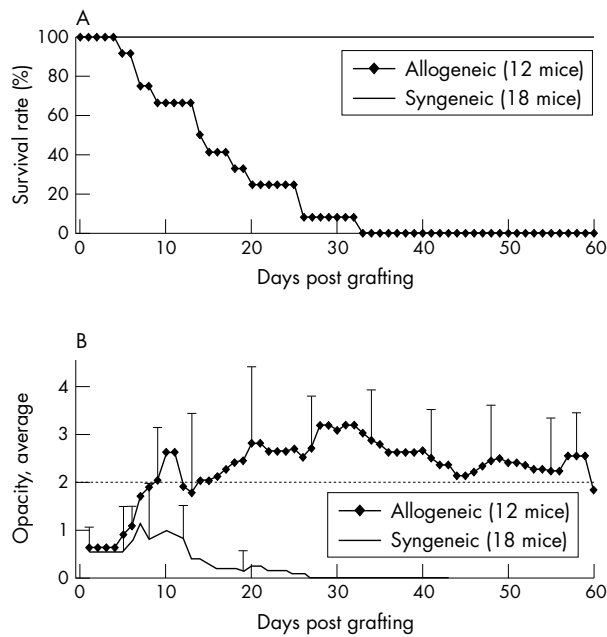 A
100
80
60
40
20
0
Survival rate (%)
Allogeneic (12 mice)
Syngeneic (18 mice)
0 10 20 30 40 50 60
Days post grafting
B
4
3
2
1
0
Opacity, average
Allogeneic (12 mice)
Syngeneic (18 mice)
0 10 20 30 40 50 60
Days post grafting